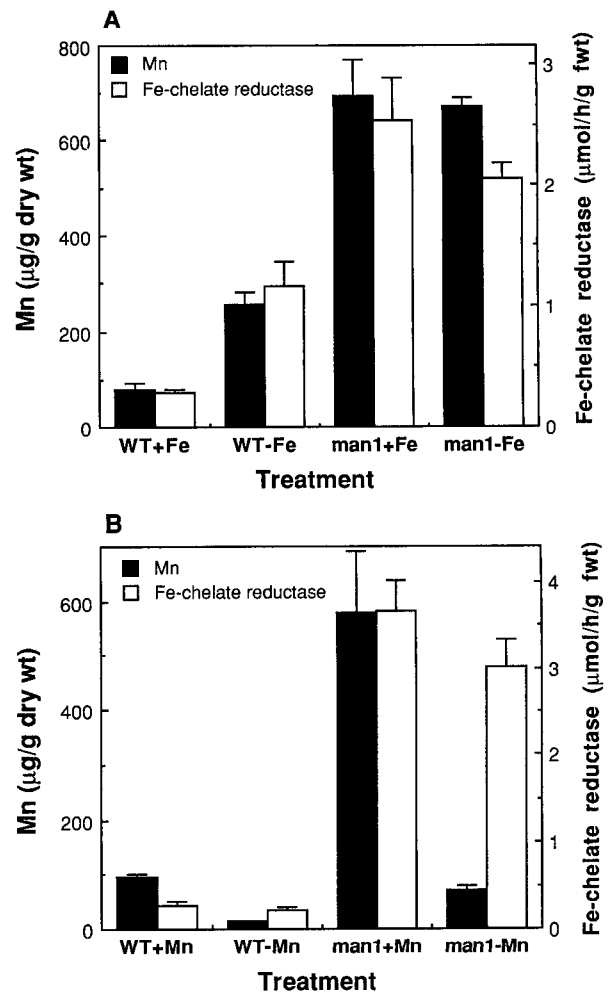 A
Mn
Fe-chelate reductase
Mn (µg/g dry wt)
800
600
400
200
0
Fe-chelate reductase (µmol/h/g fwt)
3
2
1
0
WT+Fe WT-Fe man1+Fe man1-Fe
Treatment
B
Mn
Fe-chelate reductase
Mn (µg/g dry wt)
600
400
200
0
Fe-chelate reductase (µmol/h/g fwt)
4
3
2
1
0
WT+Mn WT-Mn man1+Mn man1-Mn
Treatment